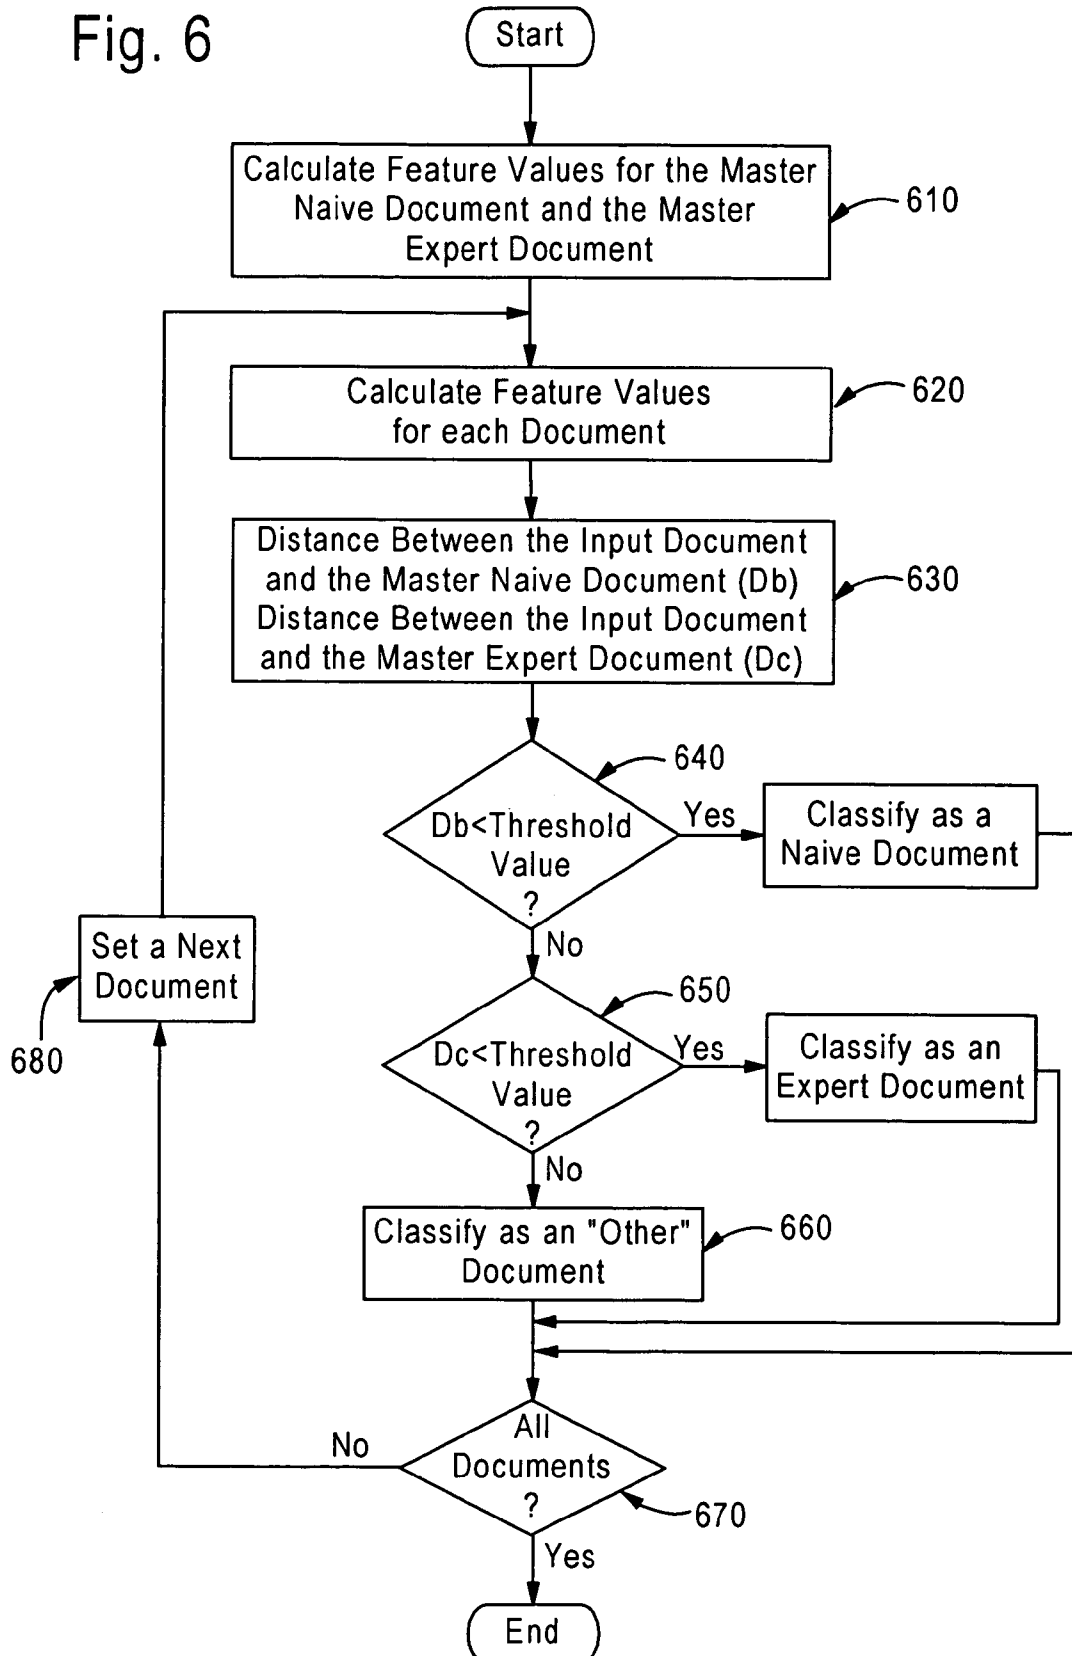 Fig. 6
Start
Calculate Feature Values for the Master
Naive Document and the Master
Expert Document
610
Calculate Feature Values
for each Document
620
Distance Between the Input Document
and the Master Naive Document (Db)
Distance Between the Input Document
and the Master Expert Document (Dc)
630
640
Db<Threshold
Value
?
Yes
Classify as a
Naive Document
No
Set a Next
Document
680
650
Dc<Threshold
Value
?
Yes
Classify as an
Expert Document
No
Classify as an "Other"
Document
660
All
Documents
?
No
670
Yes
End